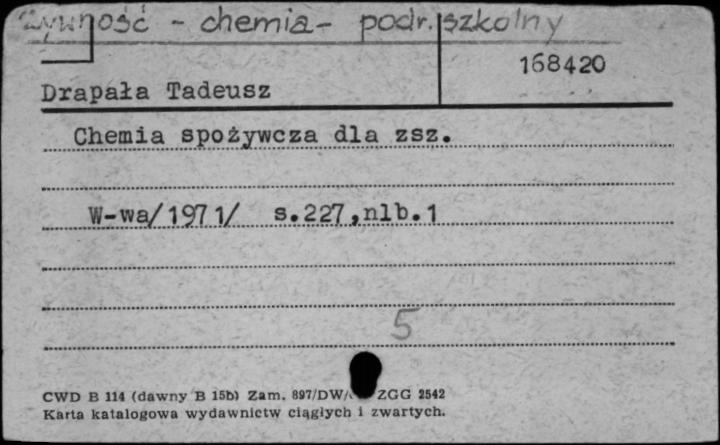 Żywność - chemia - podr. szkolny
168420
Drapała Tadeusz
Chemia spożywcza dla zsz.
W-wa/1971/ s.227,nlb.1
5
CWD B 114 (dawny B 15b) Zam. 897/DW/ ZGG 2542
Karta katalogowa wydawnictw ciągłych i zwartych.